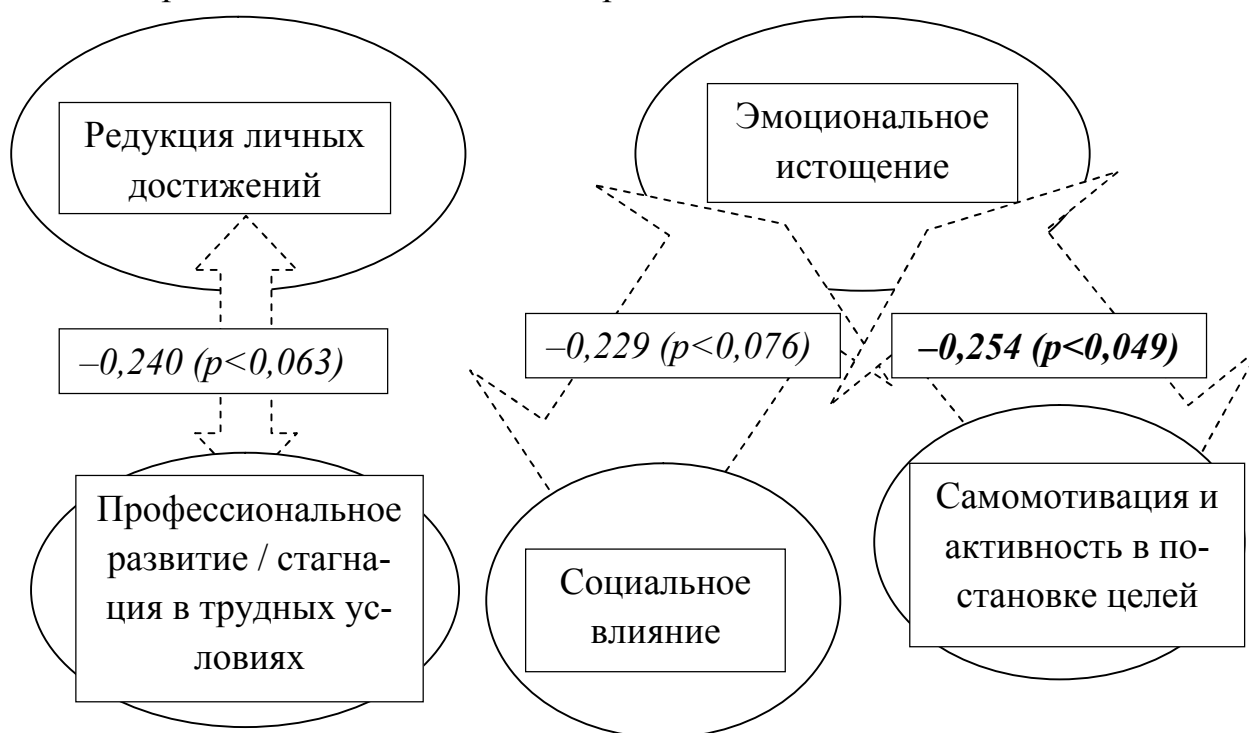 Редукция личных
достижений
Эмоциональное
истощение
–0,240 (p<0,063)
–0,229 (p<0,076)
–0,254 (p<0,049)
Профессиональное
развитие / стагна-
ция в трудных ус-
ловиях
Социальное
влияние
Самомотивация и
активность в по-
становке целей